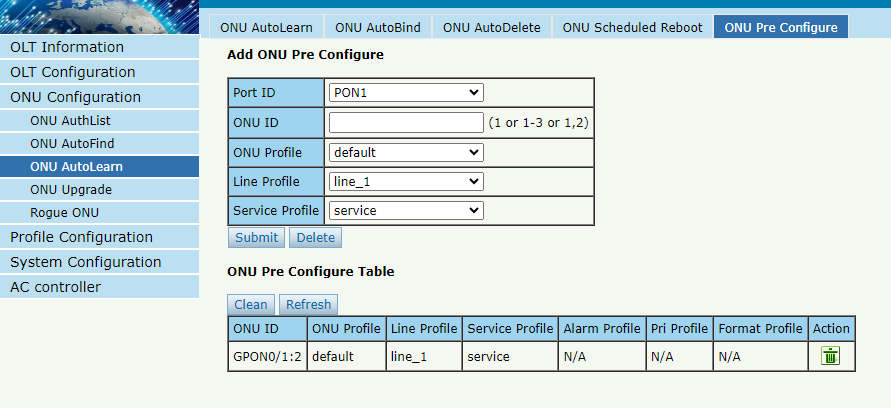 ONU AutoLearn ONU AutoBind ONU AutoDelete ONU Scheduled Reboot ONU Pre Configure
OLT Information
OLT Configuration
ONU Configuration
ONU AuthList
ONU AutoFind
ONU AutoLearn
ONU Upgrade
Rogue ONU
Profile Configuration
System Configuration
AC controller
Add ONU Pre Configure
Port ID PON1
ONU ID (1 or 1-3 or 1,2)
ONU Profile default
Line Profile line_1
Service Profile service
Submit Delete
ONU Pre Configure Table
Clean Refresh
ONU ID ONU Profile Line Profile Service Profile Alarm Profile Pri Profile Format Profile Action
GPON0/1:2 default line_1 service N/A N/A N/A